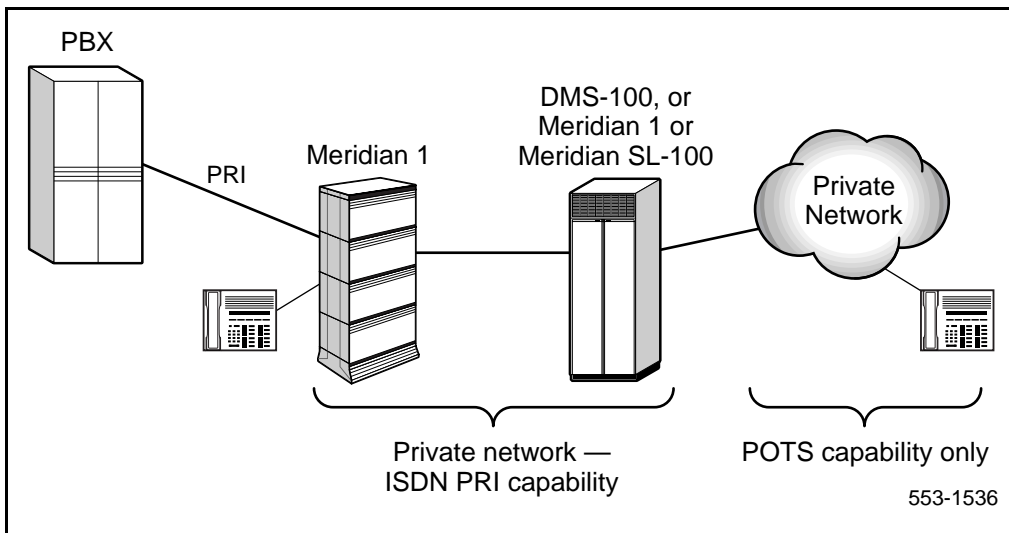 PBX
PRI
Meridian 1
DMS-100, or
Meridian 1 or
Meridian SL-100
Private
Network
Private network —
ISDN PRI capability
POTS capability only
553-1536